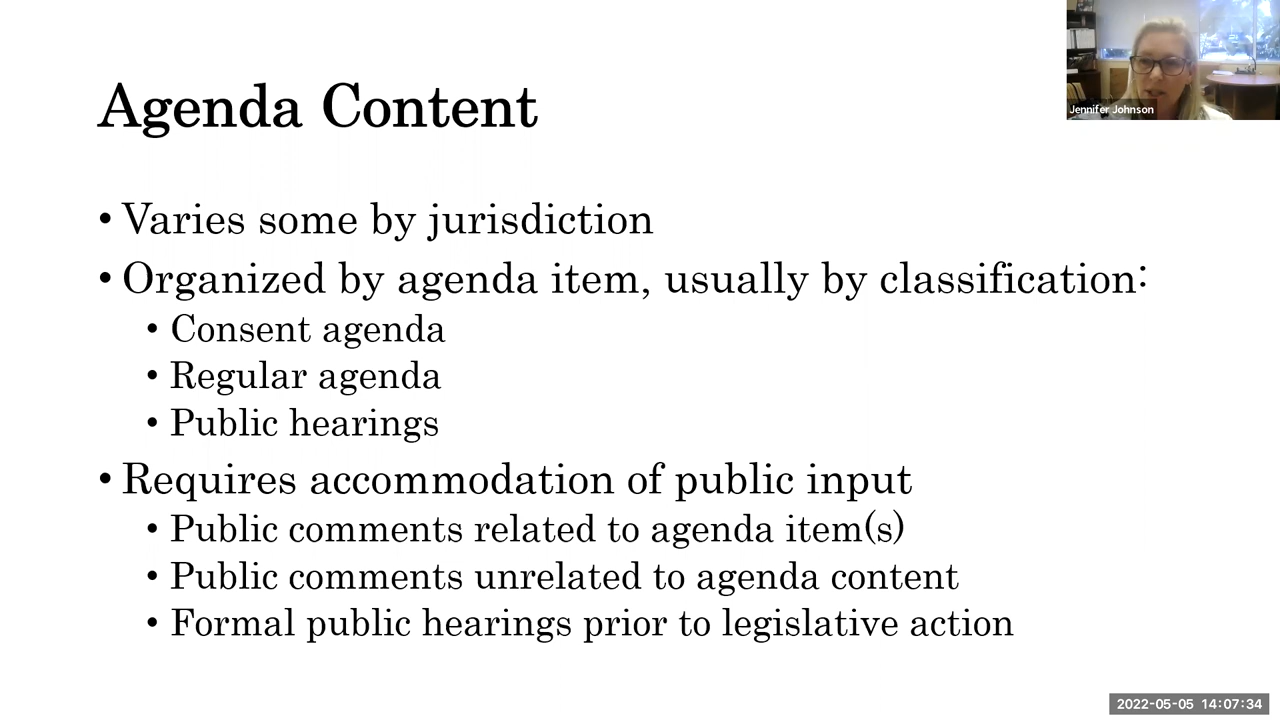 Jennifer Johnson
Agenda Content
• Varies some by jurisdiction
• Organized by agenda item, usually by classification:
• Consent agenda
• Regular agenda
• Public hearings
• Requires accommodation of public input
• Public comments related to agenda item(s)
• Public comments unrelated to agenda content
• Formal public hearings prior to legislative action
2022-05-05 14:07:34